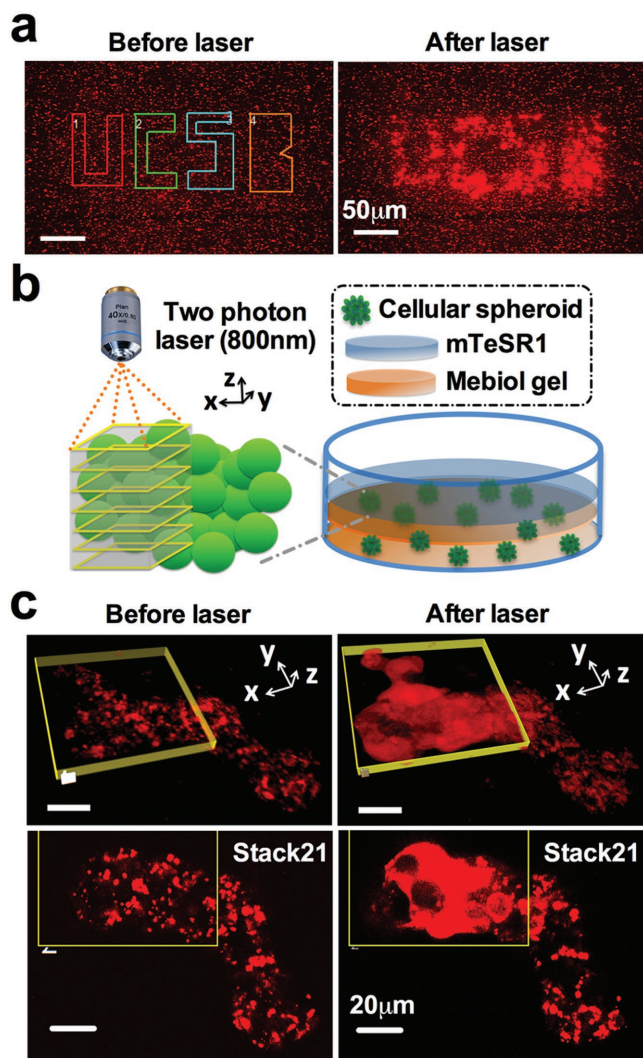 a
Before laser
After laser
1
2
3
4
50μm
b
Plan
40X/0.60
Two photon
laser (800nm)
z
x
y
Cellular spheroid
mTeSR1
Mebiol gel
c
Before laser
After laser
y
z
x
y
z
x
Stack21
Stack21
20μm